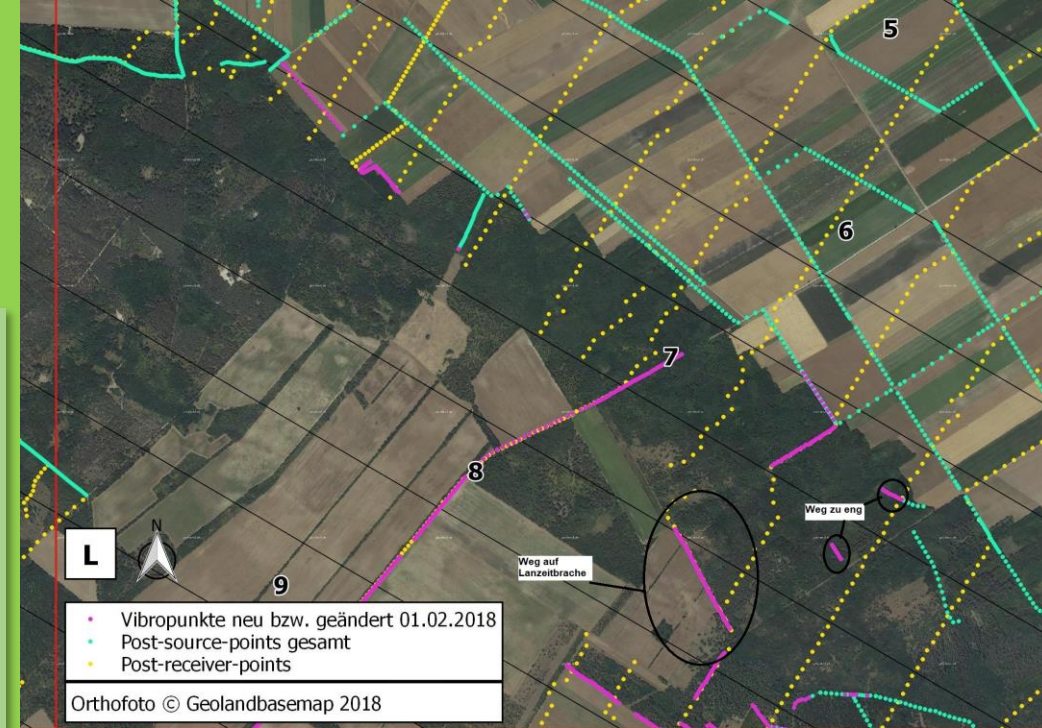 5
6
7
Weg zu eng
8
Weg auf
Lanzeitbrache
N
L
9
Vibropunkte neu bzw. geändert 01.02.2018
Post-source-points gesamt
Post-receiver-points
Orthofoto © Geolandbasemap 2018